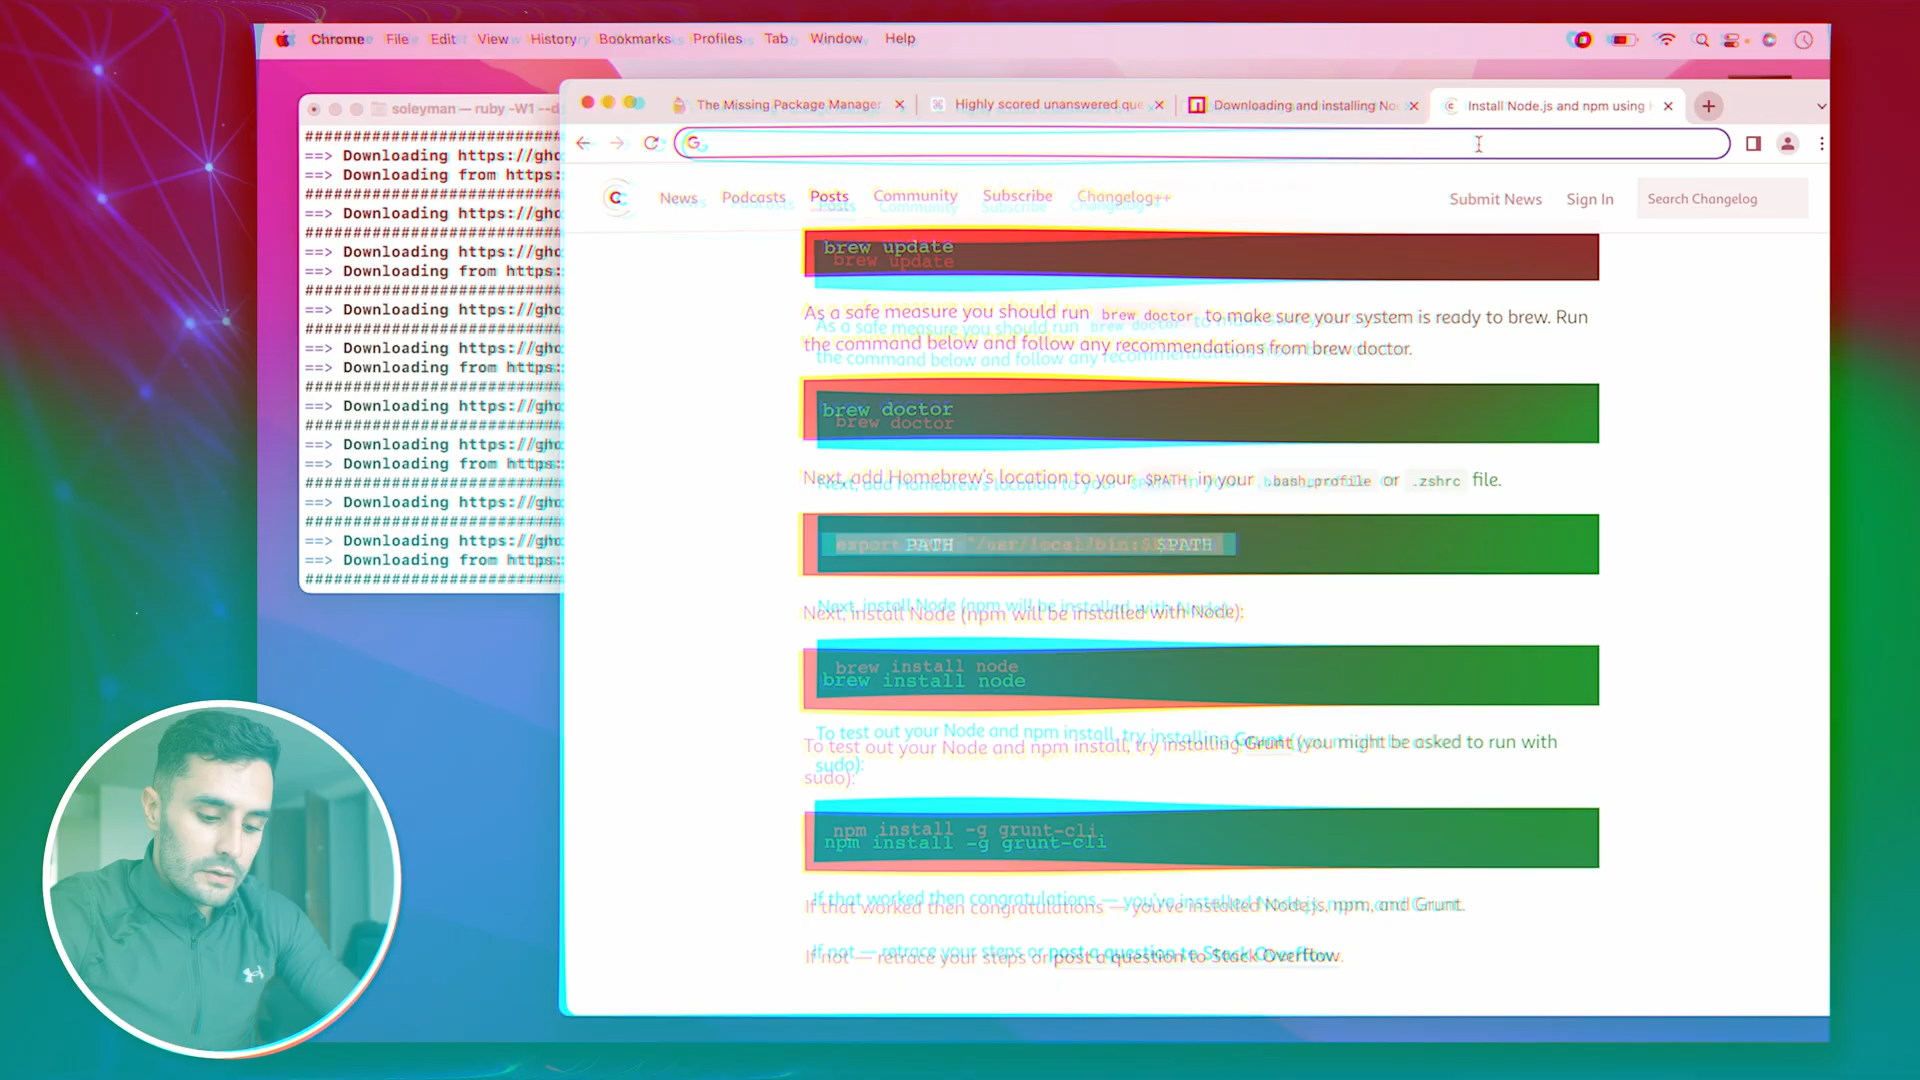 Chrome File Edit View History Bookmarks Profiles Tab Window Help
soleyman — ruby -W1 --d
The Missing Package Manager
Highly scored unanswered que
Downloading and installing No
Install Node.js and npm using
News Podcasts Posts Community Subscribe Changelog++
Submit News Sign In Search Changelog
################################
==> Downloading https://ghc
==> Downloading from https:
################################
==> Downloading https://ghc
################################
==> Downloading https://ghc
==> Downloading from https:
################################
==> Downloading https://ghc
################################
==> Downloading https://ghc
==> Downloading from https:
################################
==> Downloading https://ghc
################################
==> Downloading https://ghc
==> Downloading from https:
################################
==> Downloading https://ghc
################################
==> Downloading https://ghc
==> Downloading from https:
################################
brew update
As a safe measure you should run brew doctor to make sure your system is ready to brew. Run
the command below and follow any recommendations from brew doctor.
brew doctor
Next, add Homebrew's location to your $PATH in your .bash_profile or .zshrc file.
export PATH="/usr/local/bin:$PATH
Next, install Node (npm will be installed with Node):
brew install node
To test out your Node and npm install, try installing Grunt (you might be asked to run with
sudo):
npm install -g grunt-cli
If that worked then congratulations — you've installed Node.js, npm, and Grunt.
If not — retrace your steps or post a question to Stack Overflow.